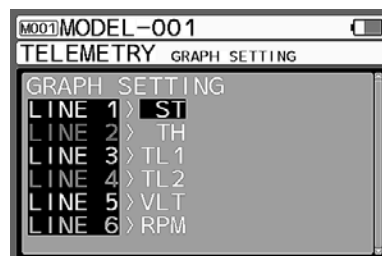 M001 MODEL-001
TELEMETRY GRAPH SETTING
GRAPH SETTING
LINE 1 > ST
LINE 2 > TH
LINE 3 > TL1
LINE 4 > TL2
LINE 5 > VLT
LINE 6 > RPM